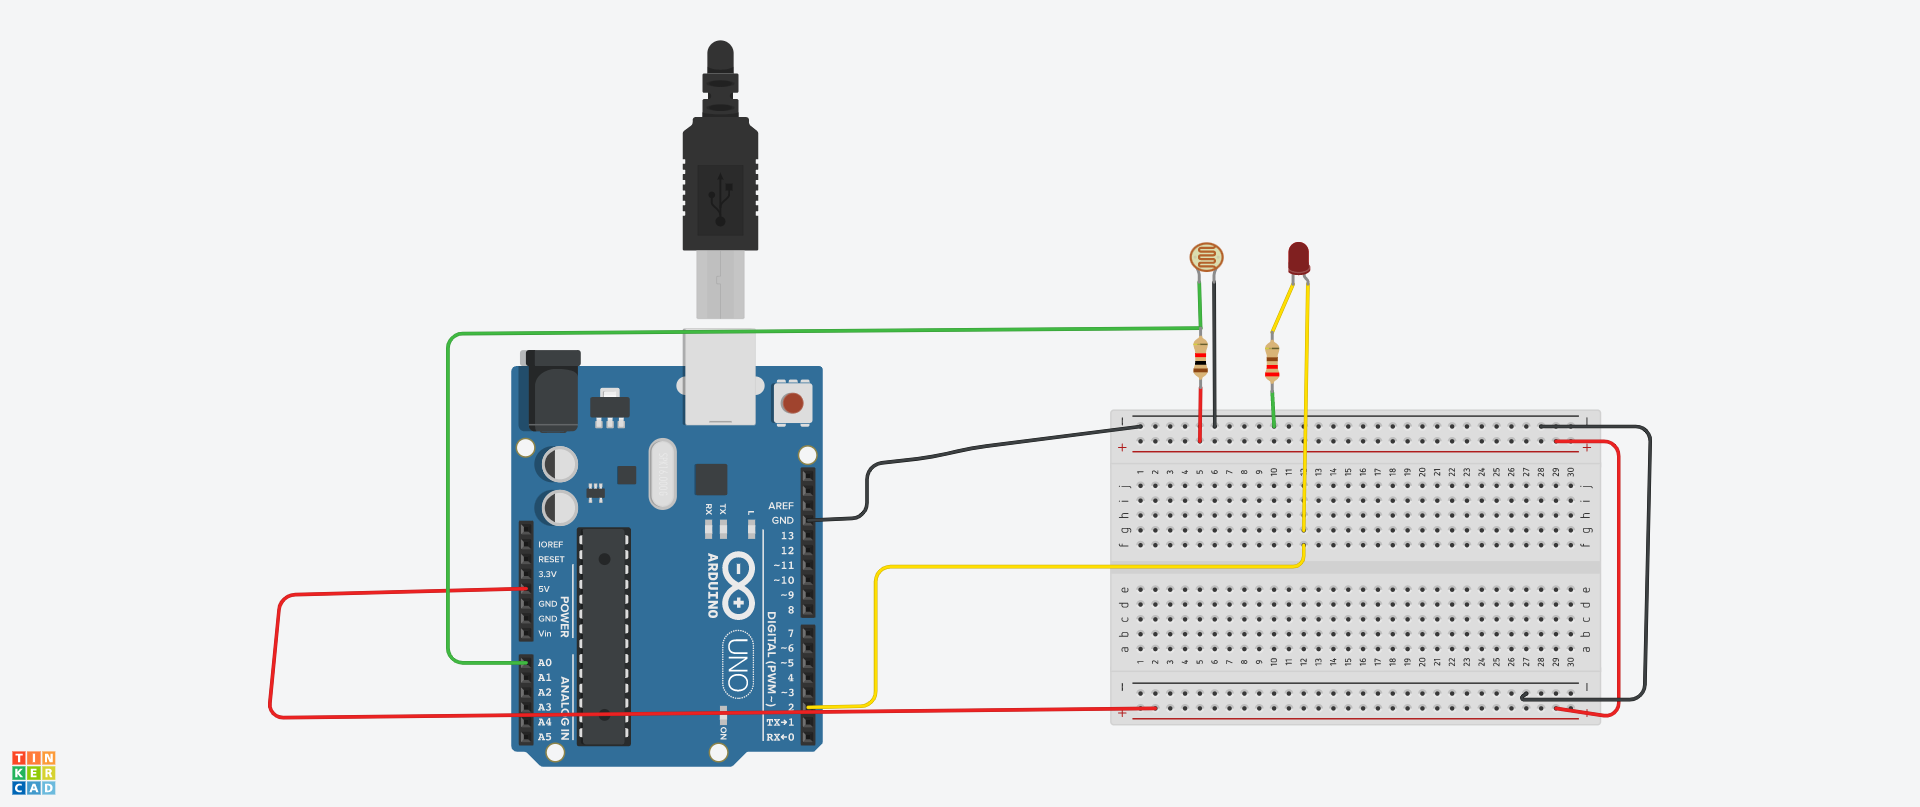 AREF
GND
13
12
~11
~10
~9
8
7
~6
~5
4
~3
2
TX→1
RX←0
DIGITAL (PWM ~)
IOREF
RESET
3.3V
5V
GND
GND
Vin
POWER
A0
A1
A2
A3
A4
A5
ANALOG IN
RX
TX
L
ARDUINO
UNO
ON
1 2 3 4 5 6 7 8 9 10 11 12 13 14 15 16 17 18 19 20 21 22 23 24 25 26 27 28 29 30
j j
i i
h h
g g
f f
e e
d d
c c
b b
a a
1 2 3 4 5 6 7 8 9 10 11 12 13 14 15 16 17 18 19 20 21 22 23 24 25 26 27 28 29 30
TIN
KER
CAD